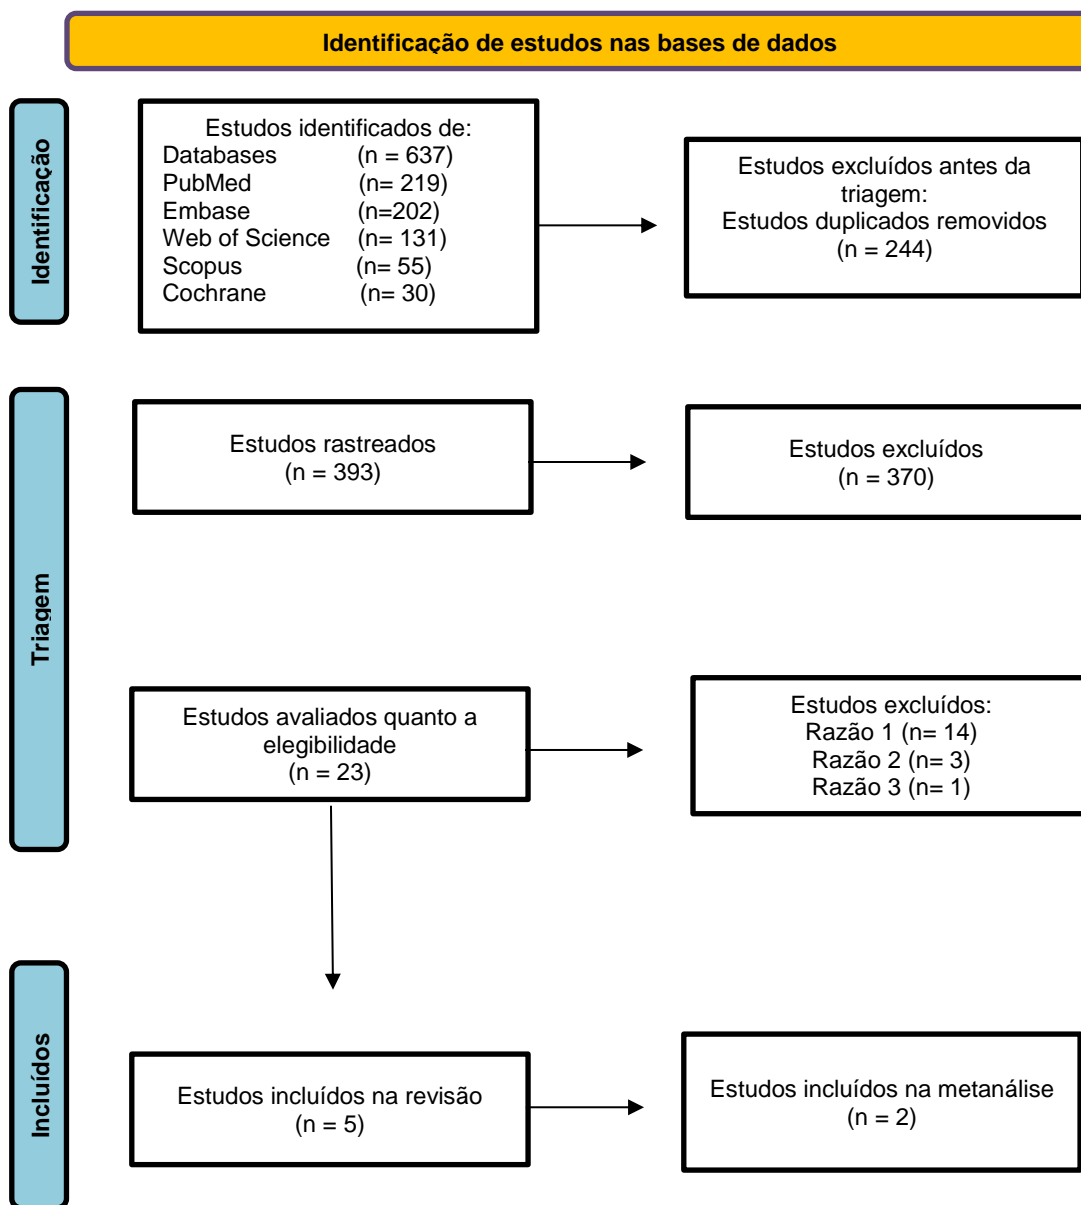 Identificação de estudos nas bases de dados
Identificação
Estudos identificados de:
Databases (n = 637)
PubMed (n= 219)
Embase (n=202)
Web of Science (n= 131)
Scopus (n= 55)
Cochrane (n= 30)
Estudos excluídos antes da
triagem:
Estudos duplicados removidos
(n = 244)
Triagem
Estudos rastreados
(n = 393)
Estudos excluídos
(n = 370)
Estudos avaliados quanto a
elegibilidade
(n = 23)
Estudos excluídos:
Razão 1 (n= 14)
Razão 2 (n= 3)
Razão 3 (n= 1)
Incluídos
Estudos incluídos na revisão
(n = 5)
Estudos incluídos na metanálise
(n = 2)